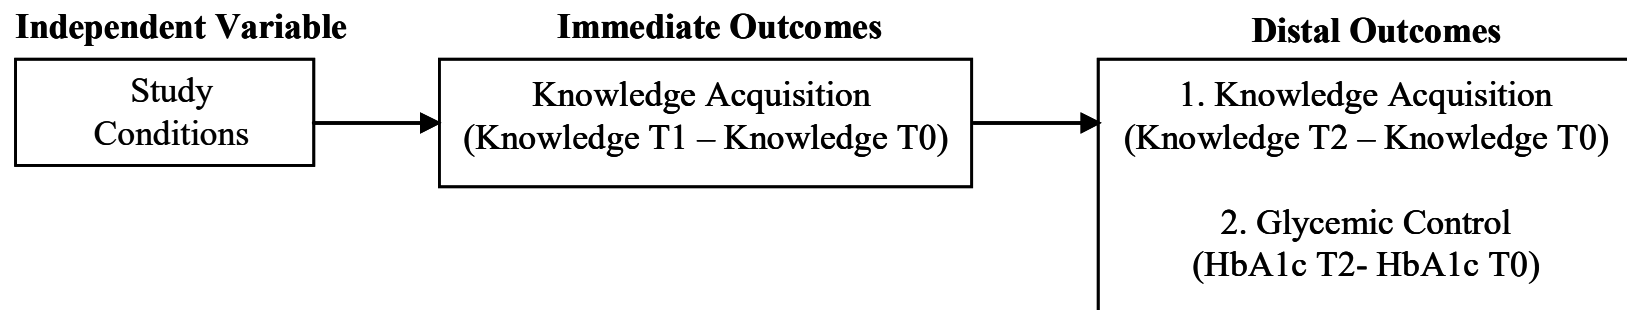 Independent Variable
Study
Conditions
Immediate Outcomes
Knowledge Acquisition
(Knowledge T1 – Knowledge T0)
Distal Outcomes
1. Knowledge Acquisition
(Knowledge T2 – Knowledge T0)
2. Glycemic Control
(HbA1c T2- HbA1c T0)